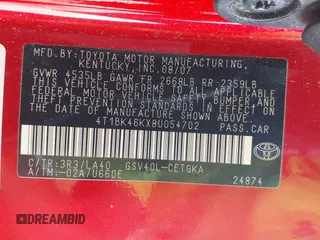 MFD. BY: TOYOTA MOTOR MANUFACTURING,
KENTUCKY, INC. 08/07
GVWR 4535LB GAWR FR 2668LB RR 2359LB
THIS VEHICLE CONFORMS TO ALL APPLICABLE
FEDERAL MOTOR VEHICLE SAFETY, BUMPER,
AND THEFT PREVENTION STANDARDS IN
EFFECT ON THE DATE OF MANUFACTURE
SHOWN ABOVE.
4T1BK46KX8U054702 PASS.CAR
C/TR:3R3/LA40 GSV40L-CETGKA
A/TM:-02A/U660E
TOYOTA
24874
DREAMBID